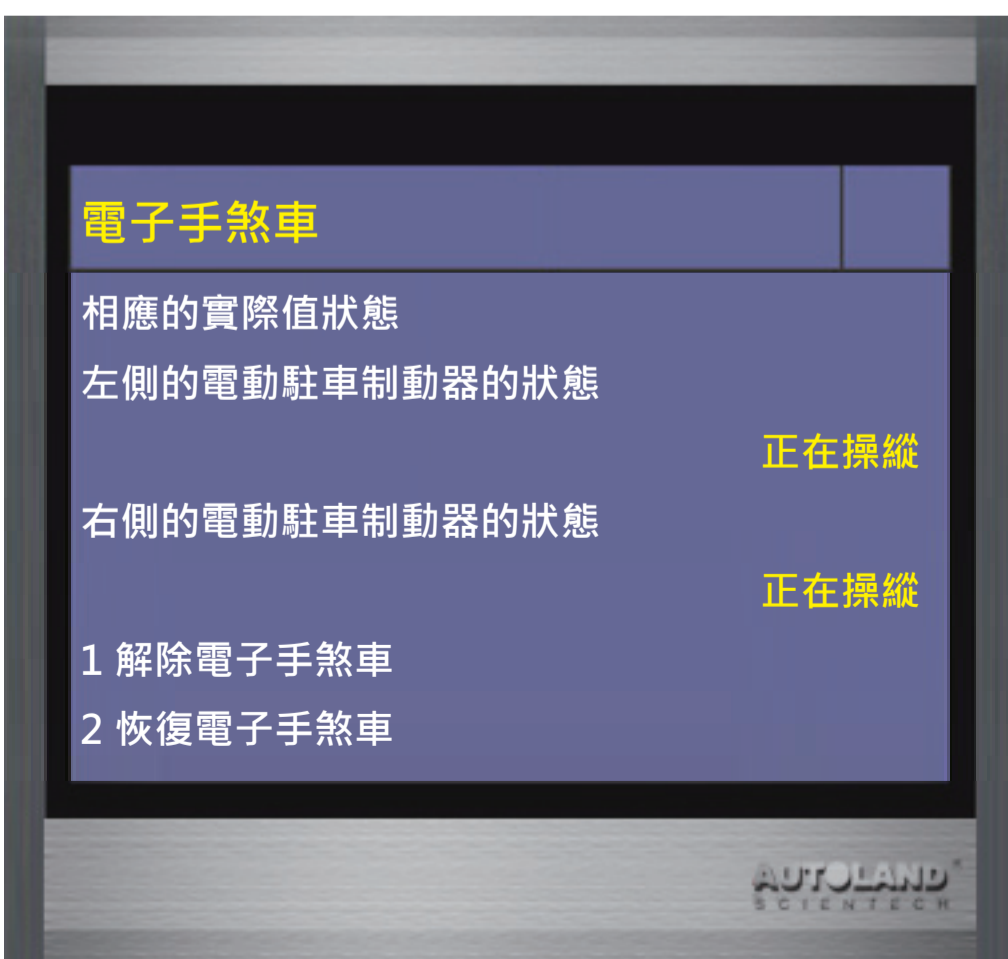 電子手煞車
相應的實際值狀態
左側的電動駐車制動器的狀態
正在操縱
右側的電動駐車制動器的狀態
正在操縱
1 解除電子手煞車
2 恢復電子手煞車
AUTOLAND
SCIENTECH